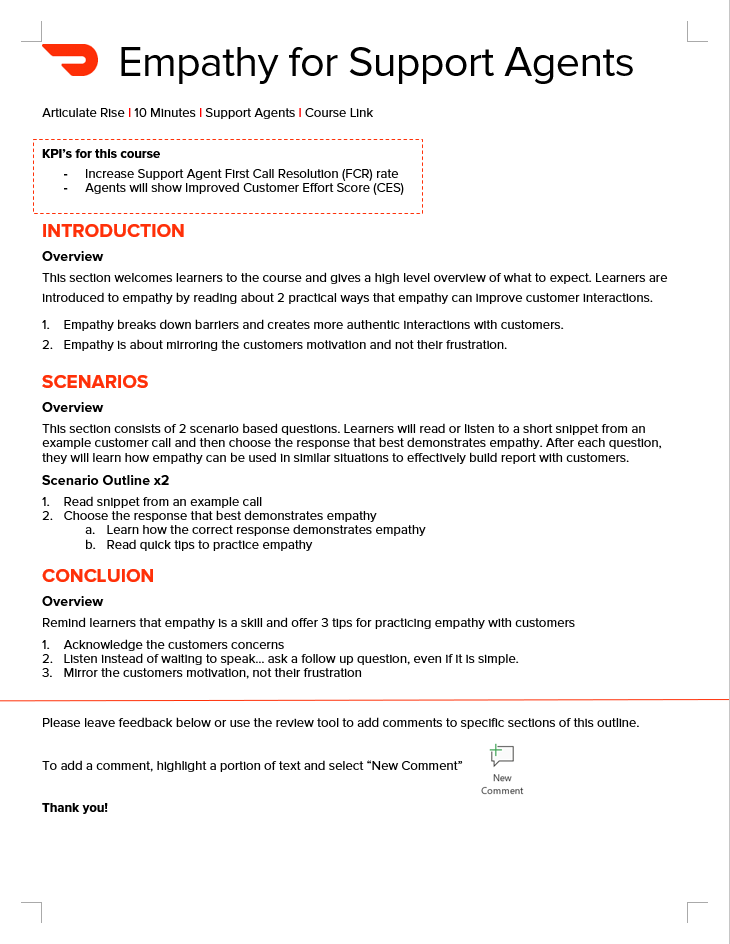 Empathy for Support Agents
Articulate Rise | 10 Minutes | Support Agents | Course Link
KPI's for this course
- Increase Support Agent First Call Resolution (FCR) rate
- Agents will show Improved Customer Effort Score (CES)
INTRODUCTION
Overview
This section welcomes learners to the course and gives a high level overview of what to expect. Learners are
introduced to empathy by reading about 2 practical ways that empathy can improve customer interactions.
1. Empathy breaks down barriers and creates more authentic interactions with customers.
2. Empathy is about mirroring the customers motivation and not their frustration.
SCENARIOS
Overview
This section consists of 2 scenario based questions. Learners will read or listen to a short snippet from an
example customer call and then choose the response that best demonstrates empathy. After each question,
they will learn how empathy can be used in similar situations to effectively build report with customers.
Scenario Outline x2
1. Read snippet from an example call
2. Choose the response that best demonstrates empathy
a. Learn how the correct response demonstrates empathy
b. Read quick tips to practice empathy
CONCLUION
Overview
Remind learners that empathy is a skill and offer 3 tips for practicing empathy with customers
1. Acknowledge the customers concerns
2. Listen instead of waiting to speak... ask a follow up question, even if it is simple.
3. Mirror the customers motivation, not their frustration
Please leave feedback below or use the review tool to add comments to specific sections of this outline.
To add a comment, highlight a portion of text and select “New Comment”
New
Comment
Thank you!